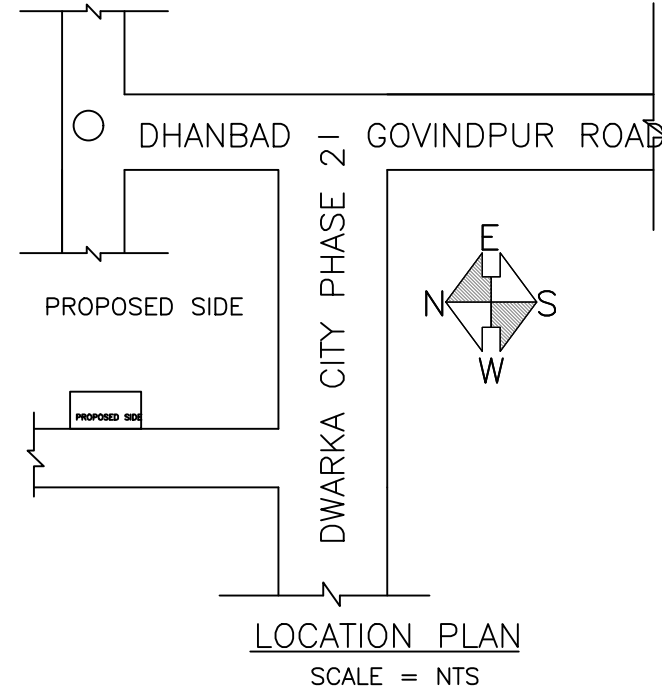 DHANBAD GOVINDPUR ROAD
DWARKA CITY PHASE 2
E
N S
W
PROPOSED SIDE
PROPOSED SIDE
LOCATION PLAN
SCALE = NTS